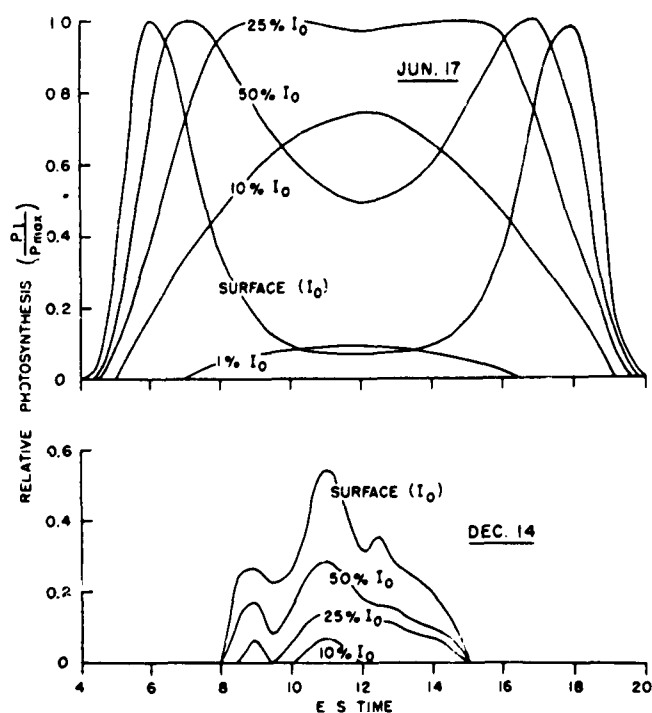 1.0
0.8
0.6
0.4
0.2
0
25% I0
JUN. 17
50% I0
10% I0
SURFACE (I0)
1% I0
RELATIVE PHOTOSYNTHESIS (PI/Pmax)
0.6
0.4
0.2
0
SURFACE (I0)
DEC. 14
50% I0
25% I0
10% I0
4 6 8 10 12 14 16 18 20
E S TIME